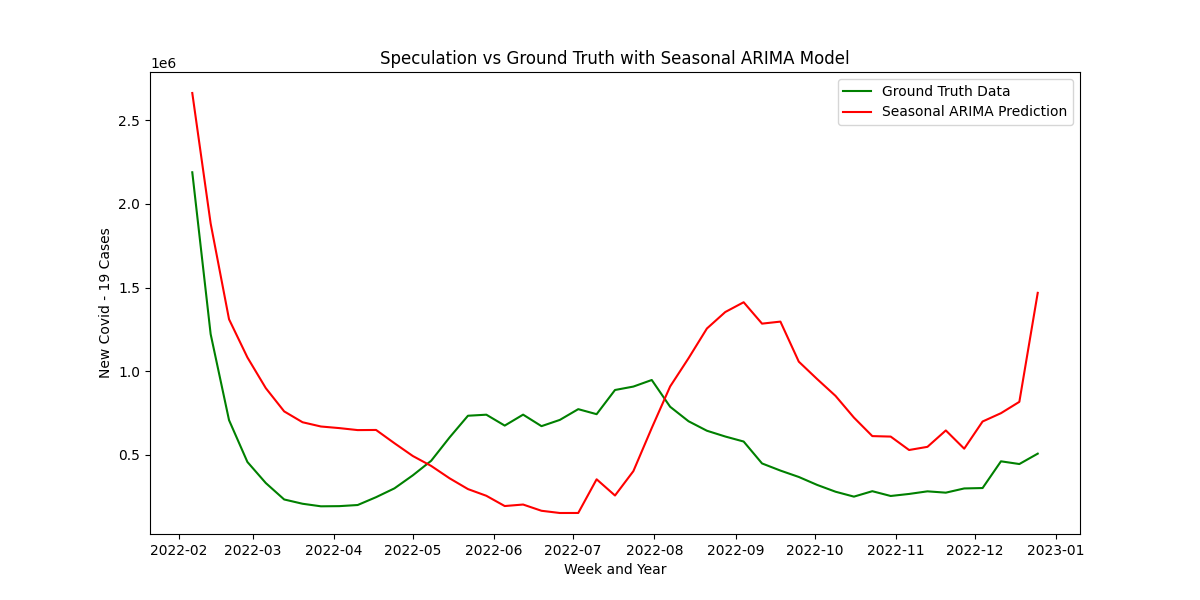 Speculation vs Ground Truth with Seasonal ARIMA Model
1e6
Ground Truth Data
Seasonal ARIMA Prediction
2.5
2.0
1.5
1.0
0.5
New Covid - 19 Cases
2022-02 2022-03 2022-04 2022-05 2022-06 2022-07 2022-08 2022-09 2022-10 2022-11 2022-12 2023-01
Week and Year